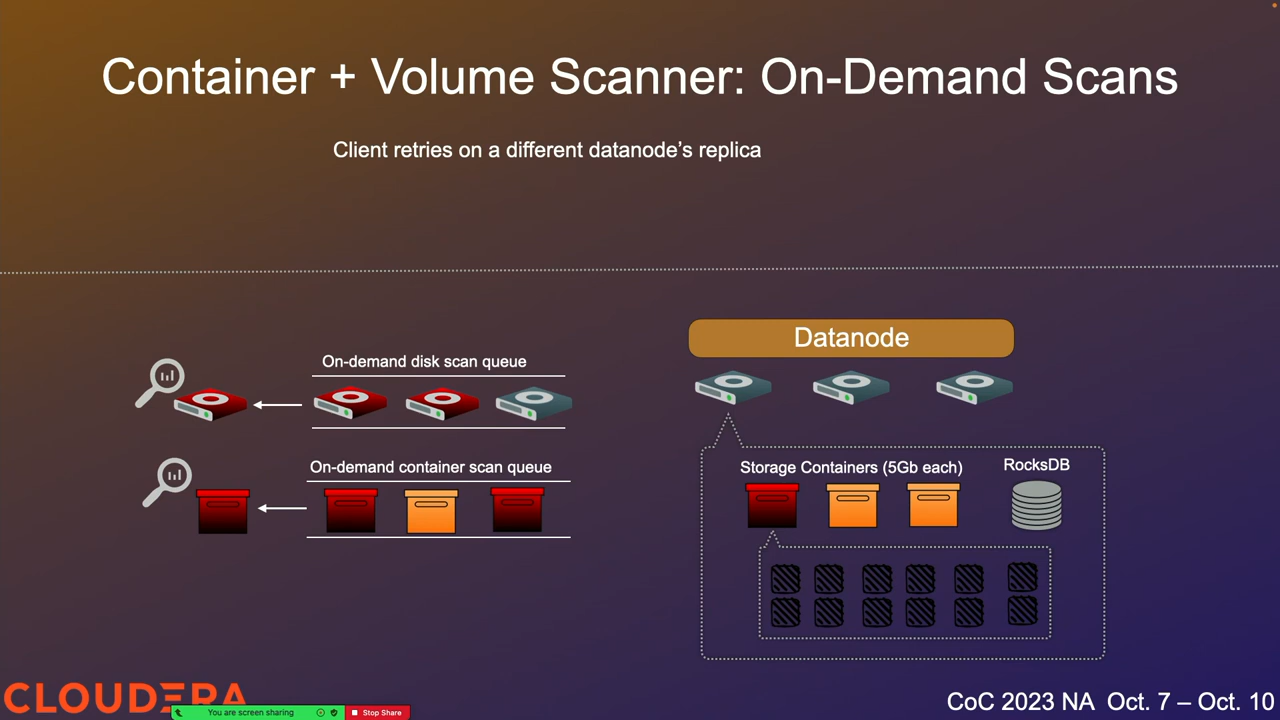 Container + Volume Scanner: On-Demand Scans
Client retries on a different datanode's replica
Datanode
On-demand disk scan queue
On-demand container scan queue
Storage Containers (5Gb each)
RocksDB
CLOUDERA
You are screen sharing
Stop Share
CoC 2023 NA Oct. 7 – Oct. 10